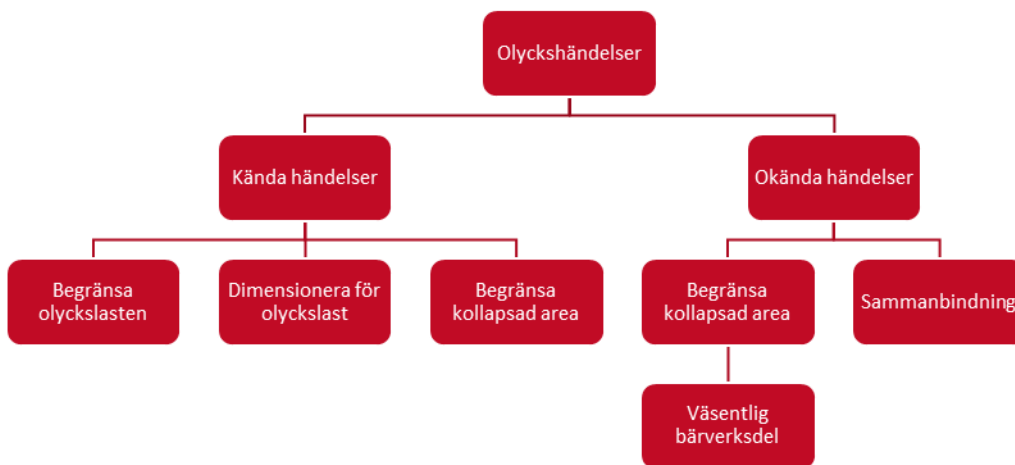 Olyckshändelser
Kända händelser
Okända händelser
Begränsa
olyckslasten
Dimensionera för
olyckslast
Begränsa
kollapsad area
Begränsa
kollapsad area
Sammanbindning
Väsentlig
bärverksdel